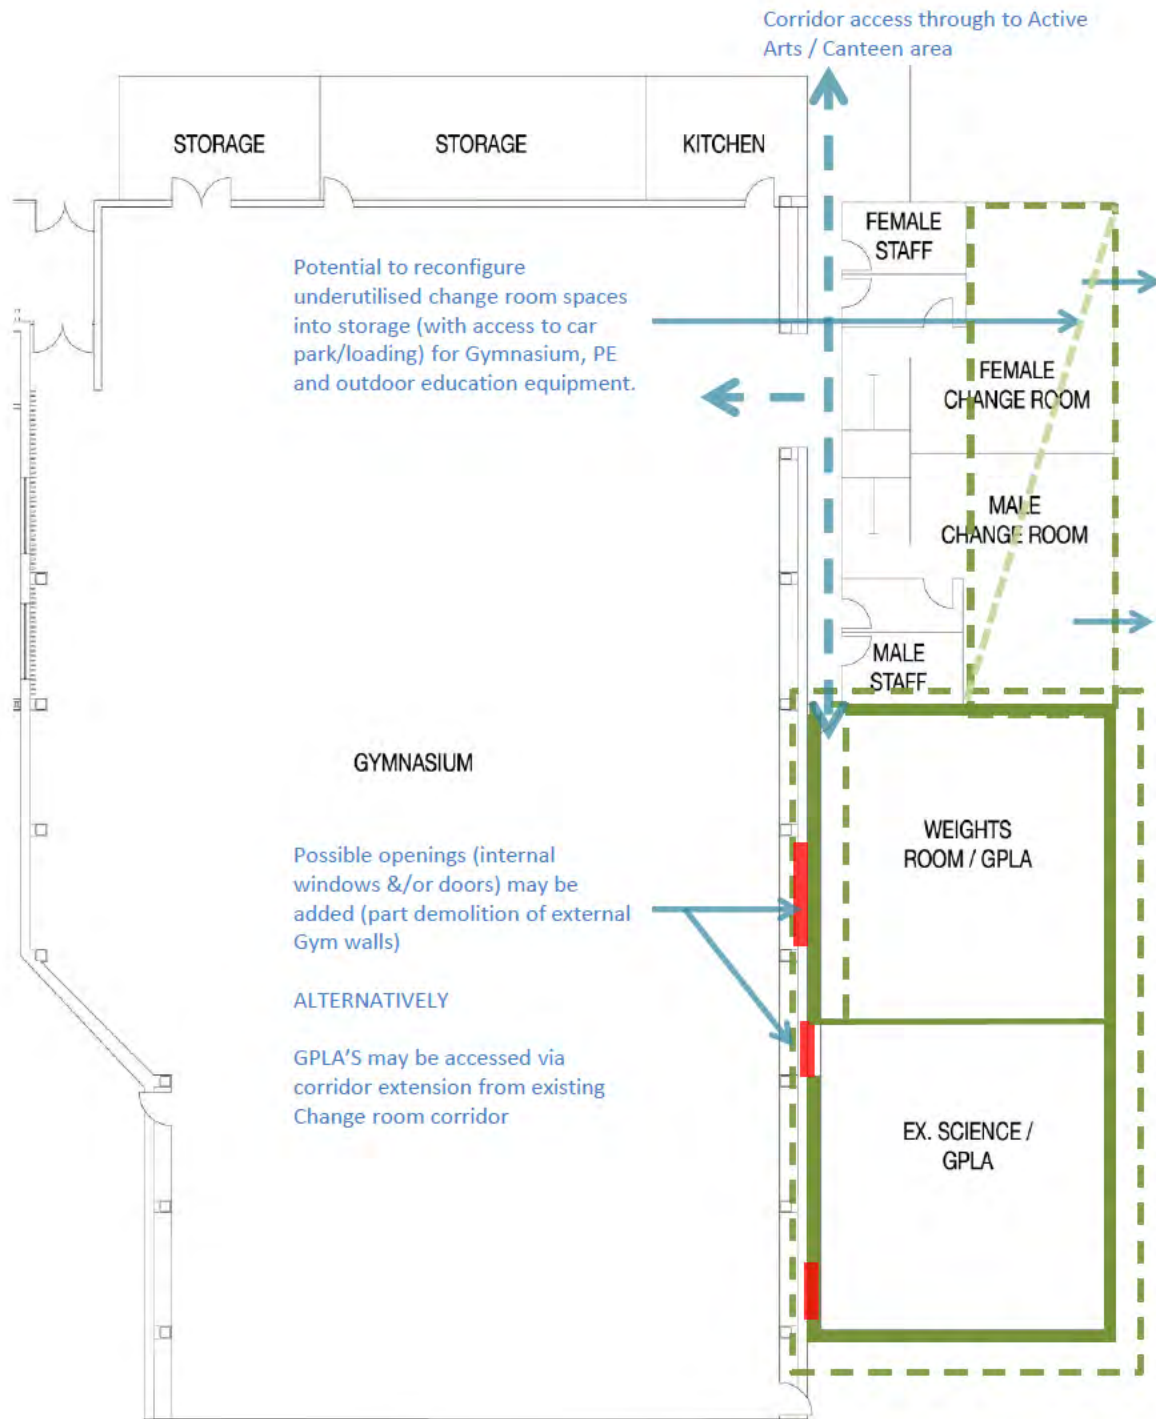 Corridor access through to Active
Arts / Canteen area
STORAGE
STORAGE
KITCHEN
FEMALE
STAFF
Potential to reconfigure
underutilised change room spaces
into storage (with access to car
park/loading) for Gymnasium, PE
and outdoor education equipment.
FEMALE
CHANGE ROOM
MALE
CHANGE ROOM
MALE
STAFF
GYMNASIUM
WEIGHTS
ROOM / GPLA
Possible openings (internal
windows &/or doors) may be
added (part demolition of external
Gym walls)
ALTERNATIVELY
GPLA'S may be accessed via
corridor extension from existing
Change room corridor
EX. SCIENCE /
GPLA